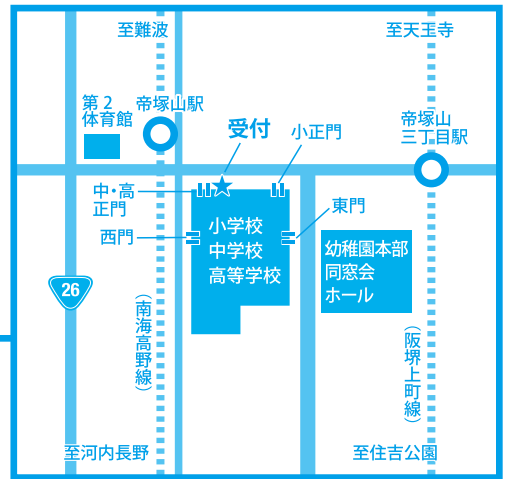 至難波
至天王寺
第2
体育館
帝塚山駅
受付
小正門
帝塚山
三丁目駅
中・高
正門
東門
西門
小学校
中学校
高等学校
幼稚園本部
同窓会
ホール
26
（南海高野線）
（阪堺上町線）
至河内長野
至住吉公園